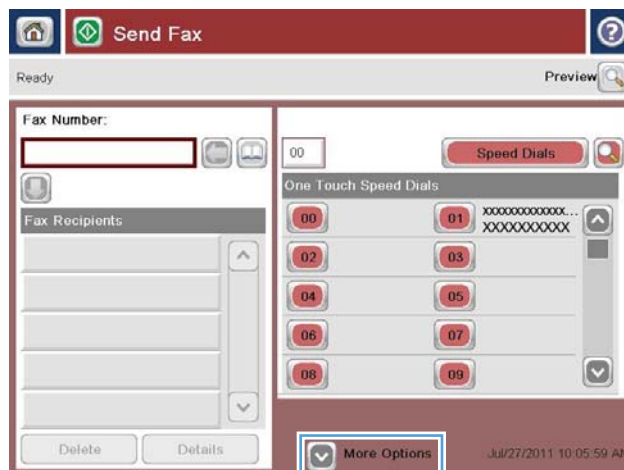 Send Fax
?
Ready
Preview
Fax Number:
00
Speed Dials
One Touch Speed Dials
Fax Recipients
00
01
XXXXXXXXXXXXX...
XXXXXXXXXX
02
03
04
05
06
07
08
09
Delete
Details
More Options
Jul/27/2011 10:05:59 AM